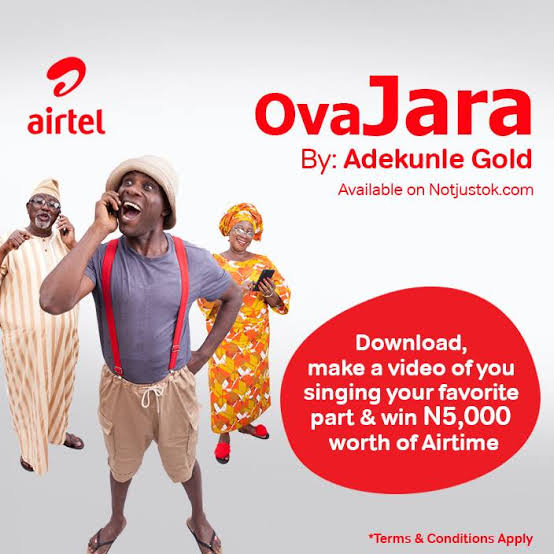 airtel
OvaJara
By: Adekunle Gold
Available on Notjustok.com
Download,
make a video of you
singing your favorite
part & win N5,000
worth of Airtime
*Terms & Conditions Apply